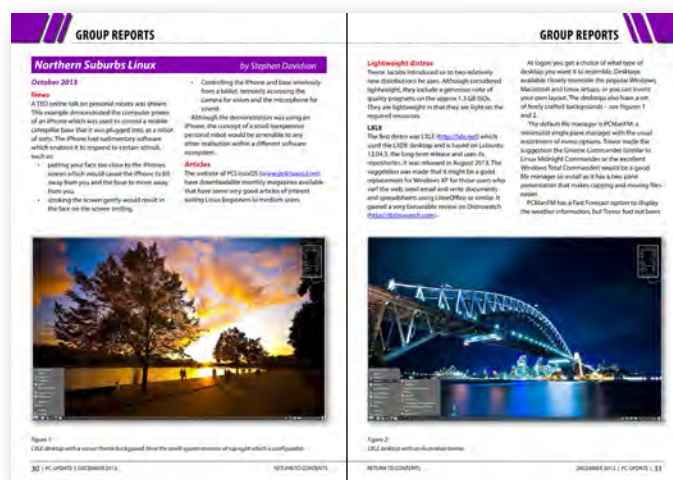 GROUP REPORTS
Northern Suburbs Linux by Stephen Davidson
October 2013
News
A TED online talk on personal robots was shown.
This example demonstrated the computer power
of an iPhone which was used to control a mobile
caterpillar base that it was plugged into, as a robot
of sorts. The iPhone had rudimentary software
which enabled it to respond to certain stimuli,
such as:
• putting your face too close to the iPhones
screen which would cause the iPhone to tilt
away from you and the base to move away
from you.
• stroking the screen gently would result in
the face on the screen smiling.
• Controlling the iPhone and base wirelessly
from a tablet, remotely accessing the
camera for vision and the microphone for
sound.
Although the demonstration was using an
iPhone, the concept of a small inexpensive
personal robot would be amenable to any
other realisation within a different software
ecosystem.
Articles
The website of PCLinuxOS (www.pclinuxos.com)
have downloadable monthly magazines available
that have some very good articles of interest
suiting Linux beginners to medium users.
Figure 1:
LXLE desktop with a sunset theme background. Note the small system monitor at top right which is configurable.
30 | PC UPDATE | DECEMBER 2013 RETURN TO CONTENTS
GROUP REPORTS
Lightweight distros
Trevor Jacobs introduced us to two relatively
new distributions he uses. Although considered
lightweight, they include a generous suite of
quality programs on the approx 1.3 GB ISOs.
They are lightweight in that they are light on the
required resources.
LXLE
The first distro was LXLE (http://lxle.net) which
used the LXDE desktop and is based on Lubuntu
12.04.3, the long term release and uses its
repositories. It was released in August 2013. The
suggestion was made that it might be a good
replacement for Windows XP for those users who
surf the web, send email and write documents
and spreadsheets using LibreOffice or similar. It
gained a very favourable review on Distrowatch
(http://distrowatch.com).
At logon you get a choice of what type of
desktop you want it to resemble. Desktops
available closely resemble the popular Windows,
Macintosh and Linux setups, or you can invent
your own layout. The desktops also have a set
of finely crafted backgrounds – see Figures 1
and 2.
The default file manager is PCManFM: a
minimalist single pane manager with the usual
assortment of menu options. Trevor made the
suggestion the Gnome Commander (similar to
Linux Midnight Commander or the excellent
Windows Total Commander) would be a good
file manager to install as it has a two pane
presentation that makes copying and moving files
easier.
PCManFM has a Fast Forecast option to display
the weather information, but Trevor had not been
Figure 2:
LXLE desktop with an Australian theme.
RETURN TO CONTENTS DECEMBER 2013 | PC UPDATE | 31